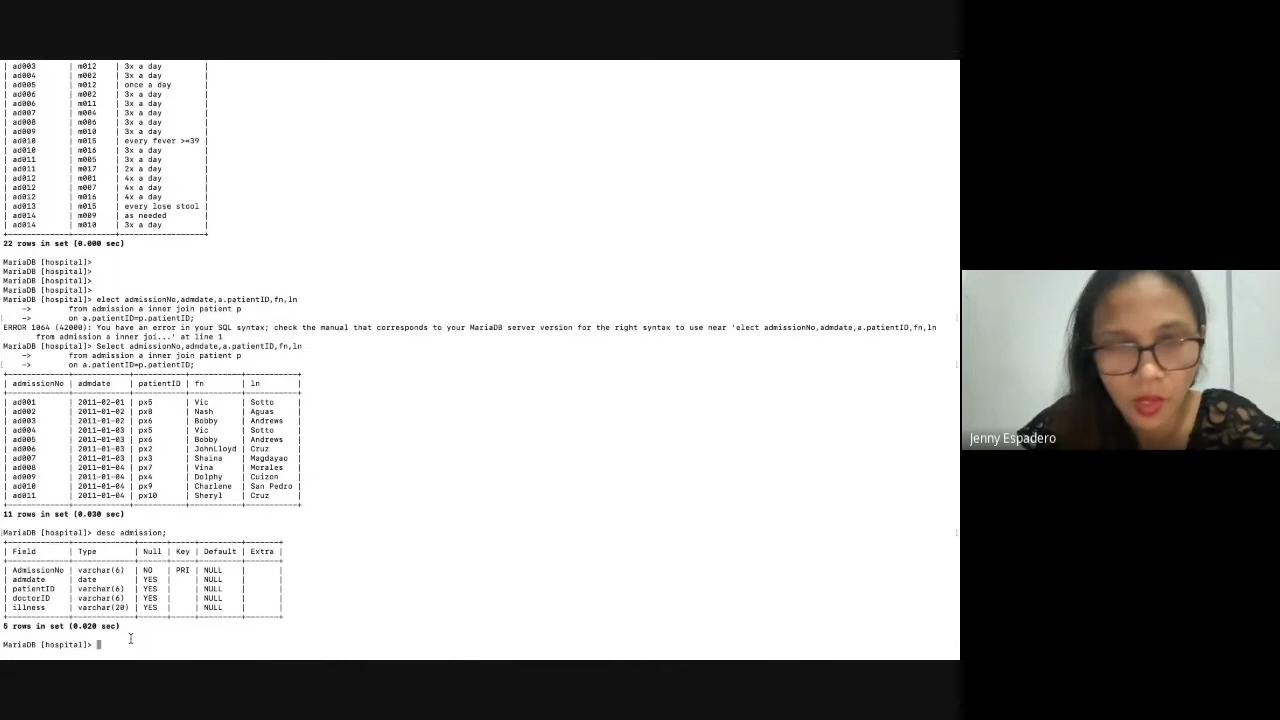 | ad003 | m012 | 3x a day |
| ad004 | m002 | 3x a day |
| ad005 | m012 | once a day |
| ad006 | m002 | 3x a day |
| ad006 | m011 | 3x a day |
| ad007 | m004 | 3x a day |
| ad008 | m006 | 3x a day |
| ad009 | m010 | 3x a day |
| ad010 | m015 | every fever >=39 |
| ad010 | m016 | 3x a day |
| ad011 | m005 | 3x a day |
| ad011 | m017 | 2x a day |
| ad012 | m001 | 4x a day |
| ad012 | m007 | 4x a day |
| ad012 | m016 | 4x a day |
| ad013 | m015 | every lose stool |
| ad014 | m009 | as needed |
| ad014 | m010 | 3x a day |
22 rows in set (0.000 sec)
MariaDB [hospital]>
MariaDB [hospital]>
MariaDB [hospital]>
MariaDB [hospital]>
MariaDB [hospital]> elect admissionNo,admdate,a.patientID,fn,ln
-> from admission a inner join patient p
-> on a.patientID=p.patientID;
ERROR 1064 (42000): You have an error in your SQL syntax; check the manual that corresponds to your MariaDB server version for the right syntax to use near 'elect admissionNo,admdate,a.patientID,fn,ln
from admission a inner joi...' at line 1
MariaDB [hospital]> Select admissionNo,admdate,a.patientID,fn,ln
-> from admission a inner join patient p
-> on a.patientID=p.patientID;
| admissionNo | admdate | patientID | fn | ln |
| ad001 | 2011-02-01 | px5 | Vic | Sotto |
| ad002 | 2011-01-02 | px8 | Nash | Aguas |
| ad003 | 2011-01-02 | px6 | Bobby | Andrews |
| ad004 | 2011-01-03 | px5 | Vic | Sotto |
| ad005 | 2011-01-03 | px6 | Bobby | Andrews |
| ad006 | 2011-01-03 | px2 | JohnLloyd | Cruz |
| ad007 | 2011-01-03 | px3 | Shaina | Magdayao |
| ad008 | 2011-01-04 | px7 | Vina | Morales |
| ad009 | 2011-01-04 | px4 | Dolphy | Cuizon |
| ad010 | 2011-01-04 | px9 | Charlene | San Pedro |
| ad011 | 2011-01-04 | px10 | Sheryl | Cruz |
11 rows in set (0.030 sec)
MariaDB [hospital]> desc admission;
| Field | Type | Null | Key | Default | Extra |
| AdmissionNo | varchar(6) | NO | PRI | NULL | |
| admdate | date | YES | | NULL | |
| patientID | varchar(6) | YES | | NULL | |
| doctorID | varchar(6) | YES | | NULL | |
| illness | varchar(20) | YES | | NULL | |
5 rows in set (0.020 sec)
MariaDB [hospital]>
Jenny Espadero